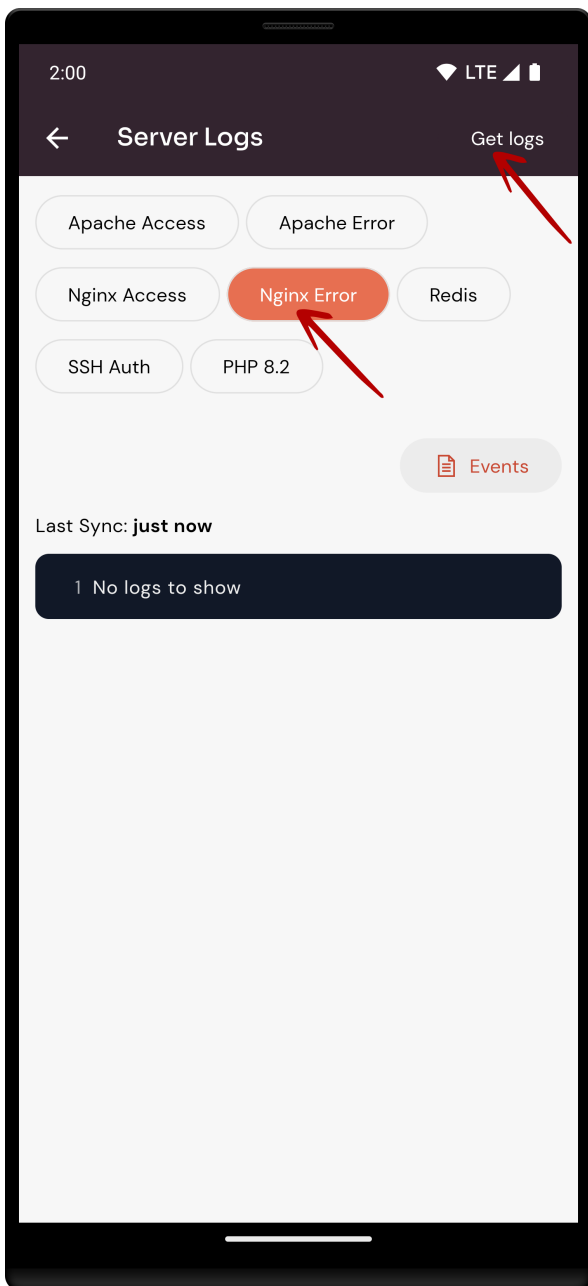 2:00 LTE
Server Logs Get logs
Apache Access Apache Error
Nginx Access Nginx Error Redis
SSH Auth PHP 8.2
Events
Last Sync: just now
1 No logs to show